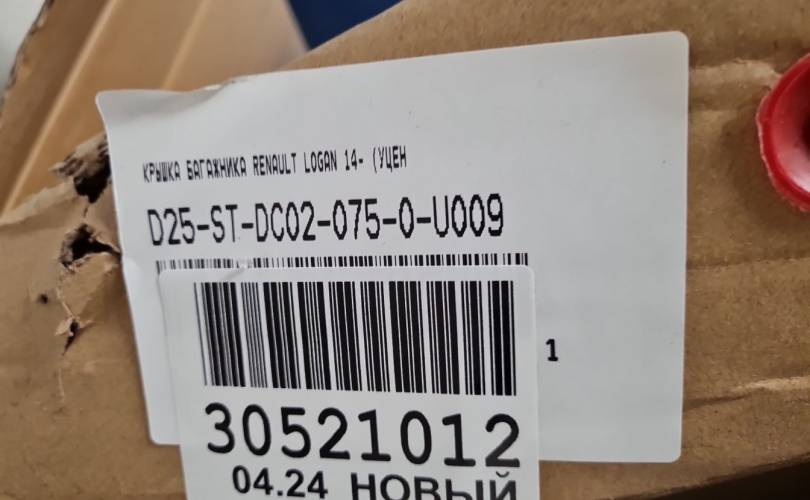 КРЫШКА БАГАЖНИКА RENAULT LOGAN 14- (УЦЕН
D25-ST-DC02-075-0-U009
1
30521012
04.24 НОВЫЙ